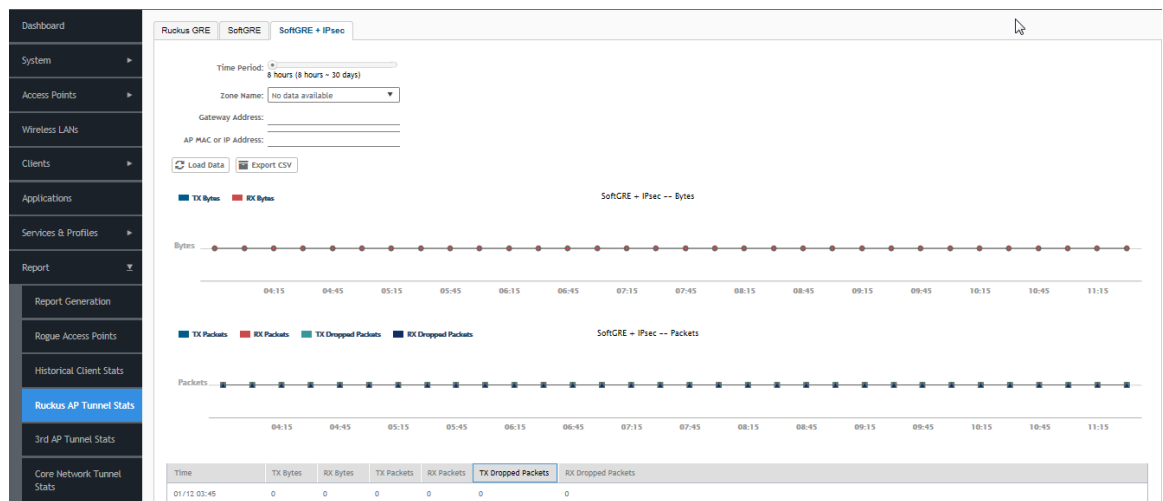 Dashboard
System
Access Points
Wireless LANs
Clients
Applications
Services & Profiles
Report
Report Generation
Rogue Access Points
Historical Client Stats
Ruckus AP Tunnel Stats
3rd AP Tunnel Stats
Core Network Tunnel
Stats
Ruckus GRE SoftGRE SoftGRE + IPsec
Time Period:
8 hours (8 hours ~ 30 days)
Zone Name: No data available
Gateway Address:
AP MAC or IP Address:
Load Data Export CSV
TX Bytes RX Bytes SoftGRE + IPsec -- Bytes
Bytes
04:15 04:45 05:15 05:45 06:15 06:45 07:15 07:45 08:15 08:45 09:15 09:45 10:15 10:45 11:15
TX Packets RX Packets TX Dropped Packets RX Dropped Packets SoftGRE + IPsec -- Packets
Packets
04:15 04:45 05:15 05:45 06:15 06:45 07:15 07:45 08:15 08:45 09:15 09:45 10:15 10:45 11:15
Time TX Bytes RX Bytes TX Packets RX Packets TX Dropped Packets RX Dropped Packets
01/12 03:45 0 0 0 0 0 0